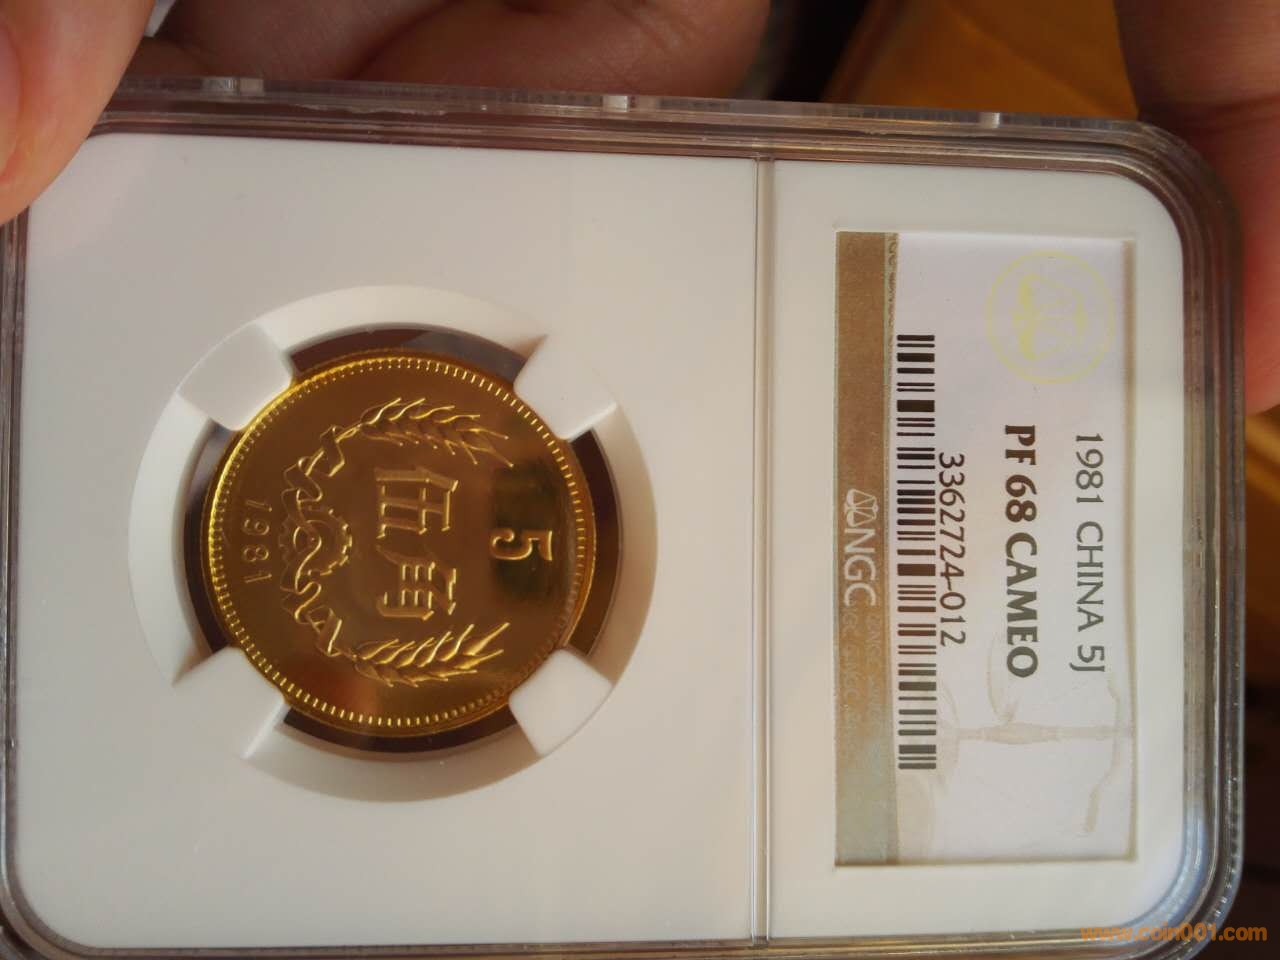 1981 CHINA 5J
PF 68 CAMEO
3362724-012
NGC
5
伍角
1981
www.coin001.com